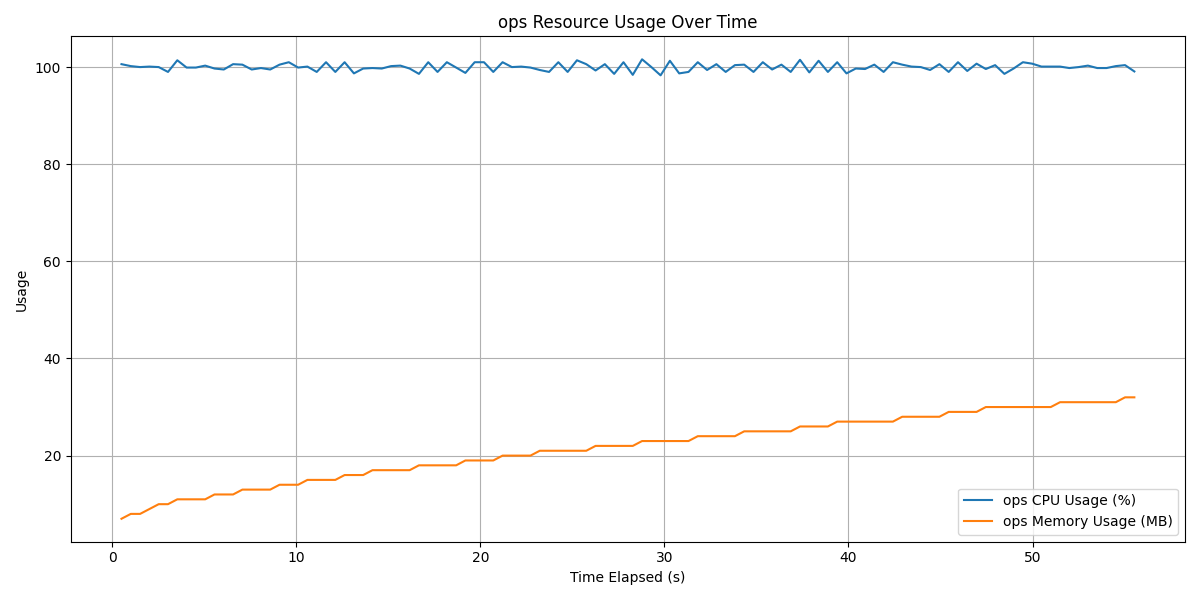 ops Resource Usage Over Time
Usage
100
80
60
40
20
0 10 20 30 40 50
Time Elapsed (s)
ops CPU Usage (%)
ops Memory Usage (MB)